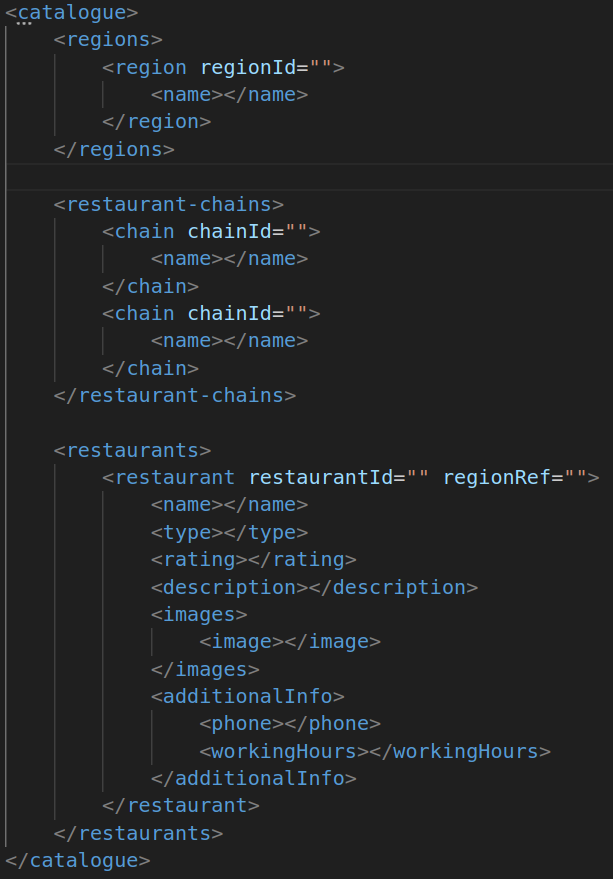 <catalogue>
    <regions>
        <region regionId="">
            <name></name>
        </region>
    </regions>

    <restaurant-chains>
        <chain chainId="">
            <name></name>
        </chain>
        <chain chainId="">
            <name></name>
        </chain>
    </restaurant-chains>

    <restaurants>
        <restaurant restaurantId="" regionRef="">
            <name></name>
            <type></type>
            <rating></rating>
            <description></description>
            <images>
                <image></image>
            </images>
            <additionalInfo>
                <phone></phone>
                <workingHours></workingHours>
            </additionalInfo>
        </restaurant>
    </restaurants>
</catalogue>